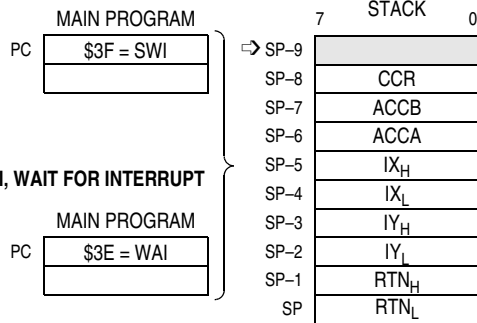 MAIN PROGRAM
PC $3F = SWI
, WAIT FOR INTERRUPT
MAIN PROGRAM
PC $3E = WAI
STACK
7 0
SP–9
SP–8 CCR
SP–7 ACCB
SP–6 ACCA
SP–5 IXH
SP–4 IXL
SP–3 IYH
SP–2 IYL
SP–1 RTNH
SP RTNL